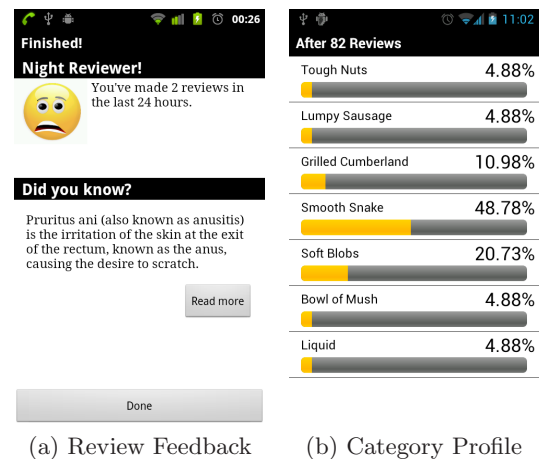 00:26
Finished!
Night Reviewer!
You've made 2 reviews in
the last 24 hours.
Did you know?
Pruritus ani (also known as anusitis)
is the irritation of the skin at the exit
of the rectum, known as the anus,
causing the desire to scratch.
Read more
Done
(a) Review Feedback
11:02
After 82 Reviews
Tough Nuts 4.88%
Lumpy Sausage 4.88%
Grilled Cumberland 10.98%
Smooth Snake 48.78%
Soft Blobs 20.73%
Bowl of Mush 4.88%
Liquid 4.88%
(b) Category Profile